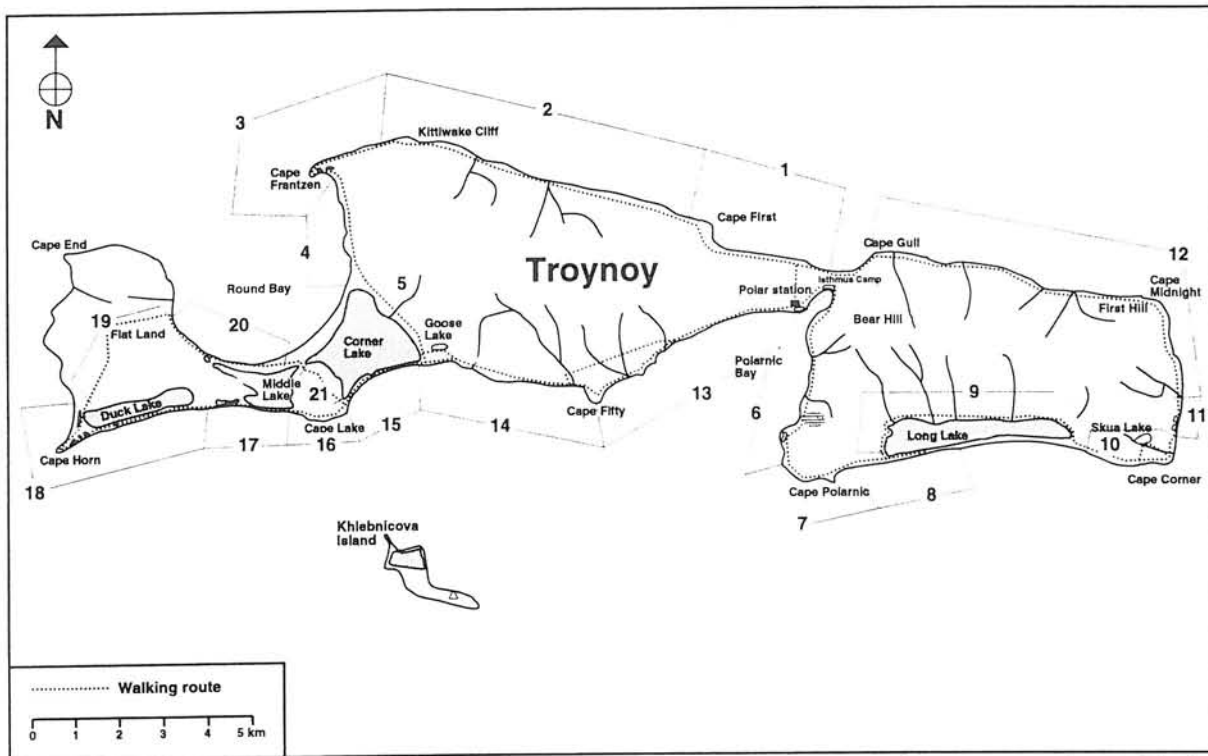 N
3
2
Kittiwake Cliff
1
Cape
Frantzen
Cape First
Cape End
4
Cape Gull
12
Cape
Midnight
Round Bay
5
Troynoy
Polar station
Isthmus Camp
19
20
Flat Land
Goose
Lake
Bear Hill
First Hill
Corner
Lake
Middle
Lake
21
Polarnic
Bay
13
9
Duck Lake
Cape Lake
15
14
Cape Fifty
6
Long Lake
Skua Lake
10
11
Cape Horn
17
16
Cape Polarnic
Cape Corner
18
8
7
Khlebnicova
Island
Walking route
0 1 2 3 4 5 km